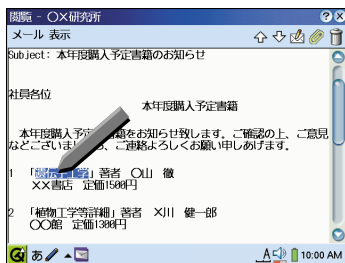 閲覧 - ○×研究所
メール 表示
Subject: 本年度購入予定書籍のお知らせ
社員各位
本年度購入予定書籍
本年度購入予定書籍をお知らせ致します。ご確認の上、ご意見
などございましたら、ご連絡よろしくお願い申しあげます。
1 「遺伝子工学」著者 ○山 徹
××書店 定価1500円
2 「植物工学等詳細」著者 ×川 健一郎
○○館 定価1300円
あ
A
10:00 AM